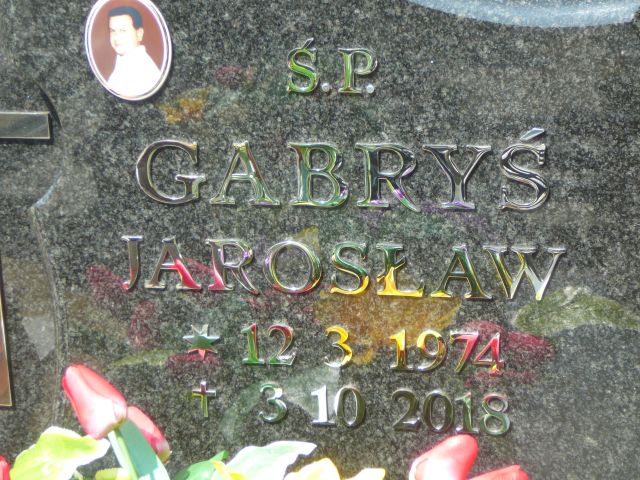 Ś.P.
GABRYŚ
JAROSŁAW
★ 12 3 1974
✝ 3 10 2018